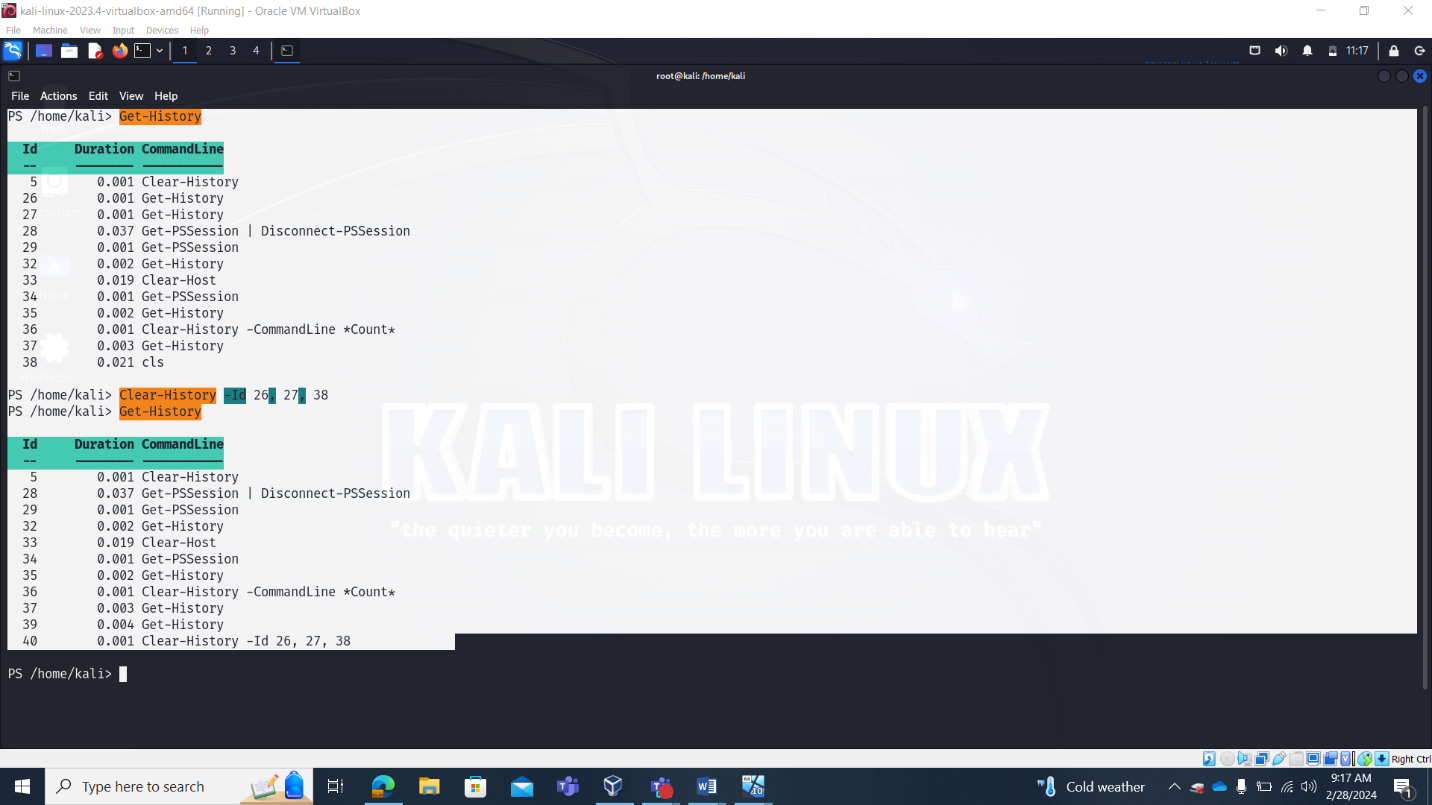 kali-linux-2023.4-virtualbox-amd64 [Running] - Oracle VM VirtualBox
File Machine View Input Devices Help
1 2 3 4 11:17
root@kali: /home/kali
File Actions Edit View Help
PS /home/kali> Get-History
Id Duration CommandLine
-- -------- -----------
5 0.001 Clear-History
26 0.001 Get-History
27 0.001 Get-History
28 0.037 Get-PSSession | Disconnect-PSSession
29 0.001 Get-PSSession
32 0.002 Get-History
33 0.019 Clear-Host
34 0.001 Get-PSSession
35 0.002 Get-History
36 0.001 Clear-History -CommandLine *Count*
37 0.003 Get-History
38 0.021 cls
PS /home/kali> Clear-History -Id 26, 27, 38
PS /home/kali> Get-History
Id Duration CommandLine
-- -------- -----------
5 0.001 Clear-History
28 0.037 Get-PSSession | Disconnect-PSSession
29 0.001 Get-PSSession
32 0.002 Get-History
33 0.019 Clear-Host
34 0.001 Get-PSSession
35 0.002 Get-History
36 0.001 Clear-History -CommandLine *Count*
37 0.003 Get-History
39 0.004 Get-History
40 0.001 Clear-History -Id 26, 27, 38
PS /home/kali>
KALI LINUX
"the quieter you become, the more you are able to hear"
Right Ctrl
Type here to search
Cold weather
9:17 AM
2/28/2024
1